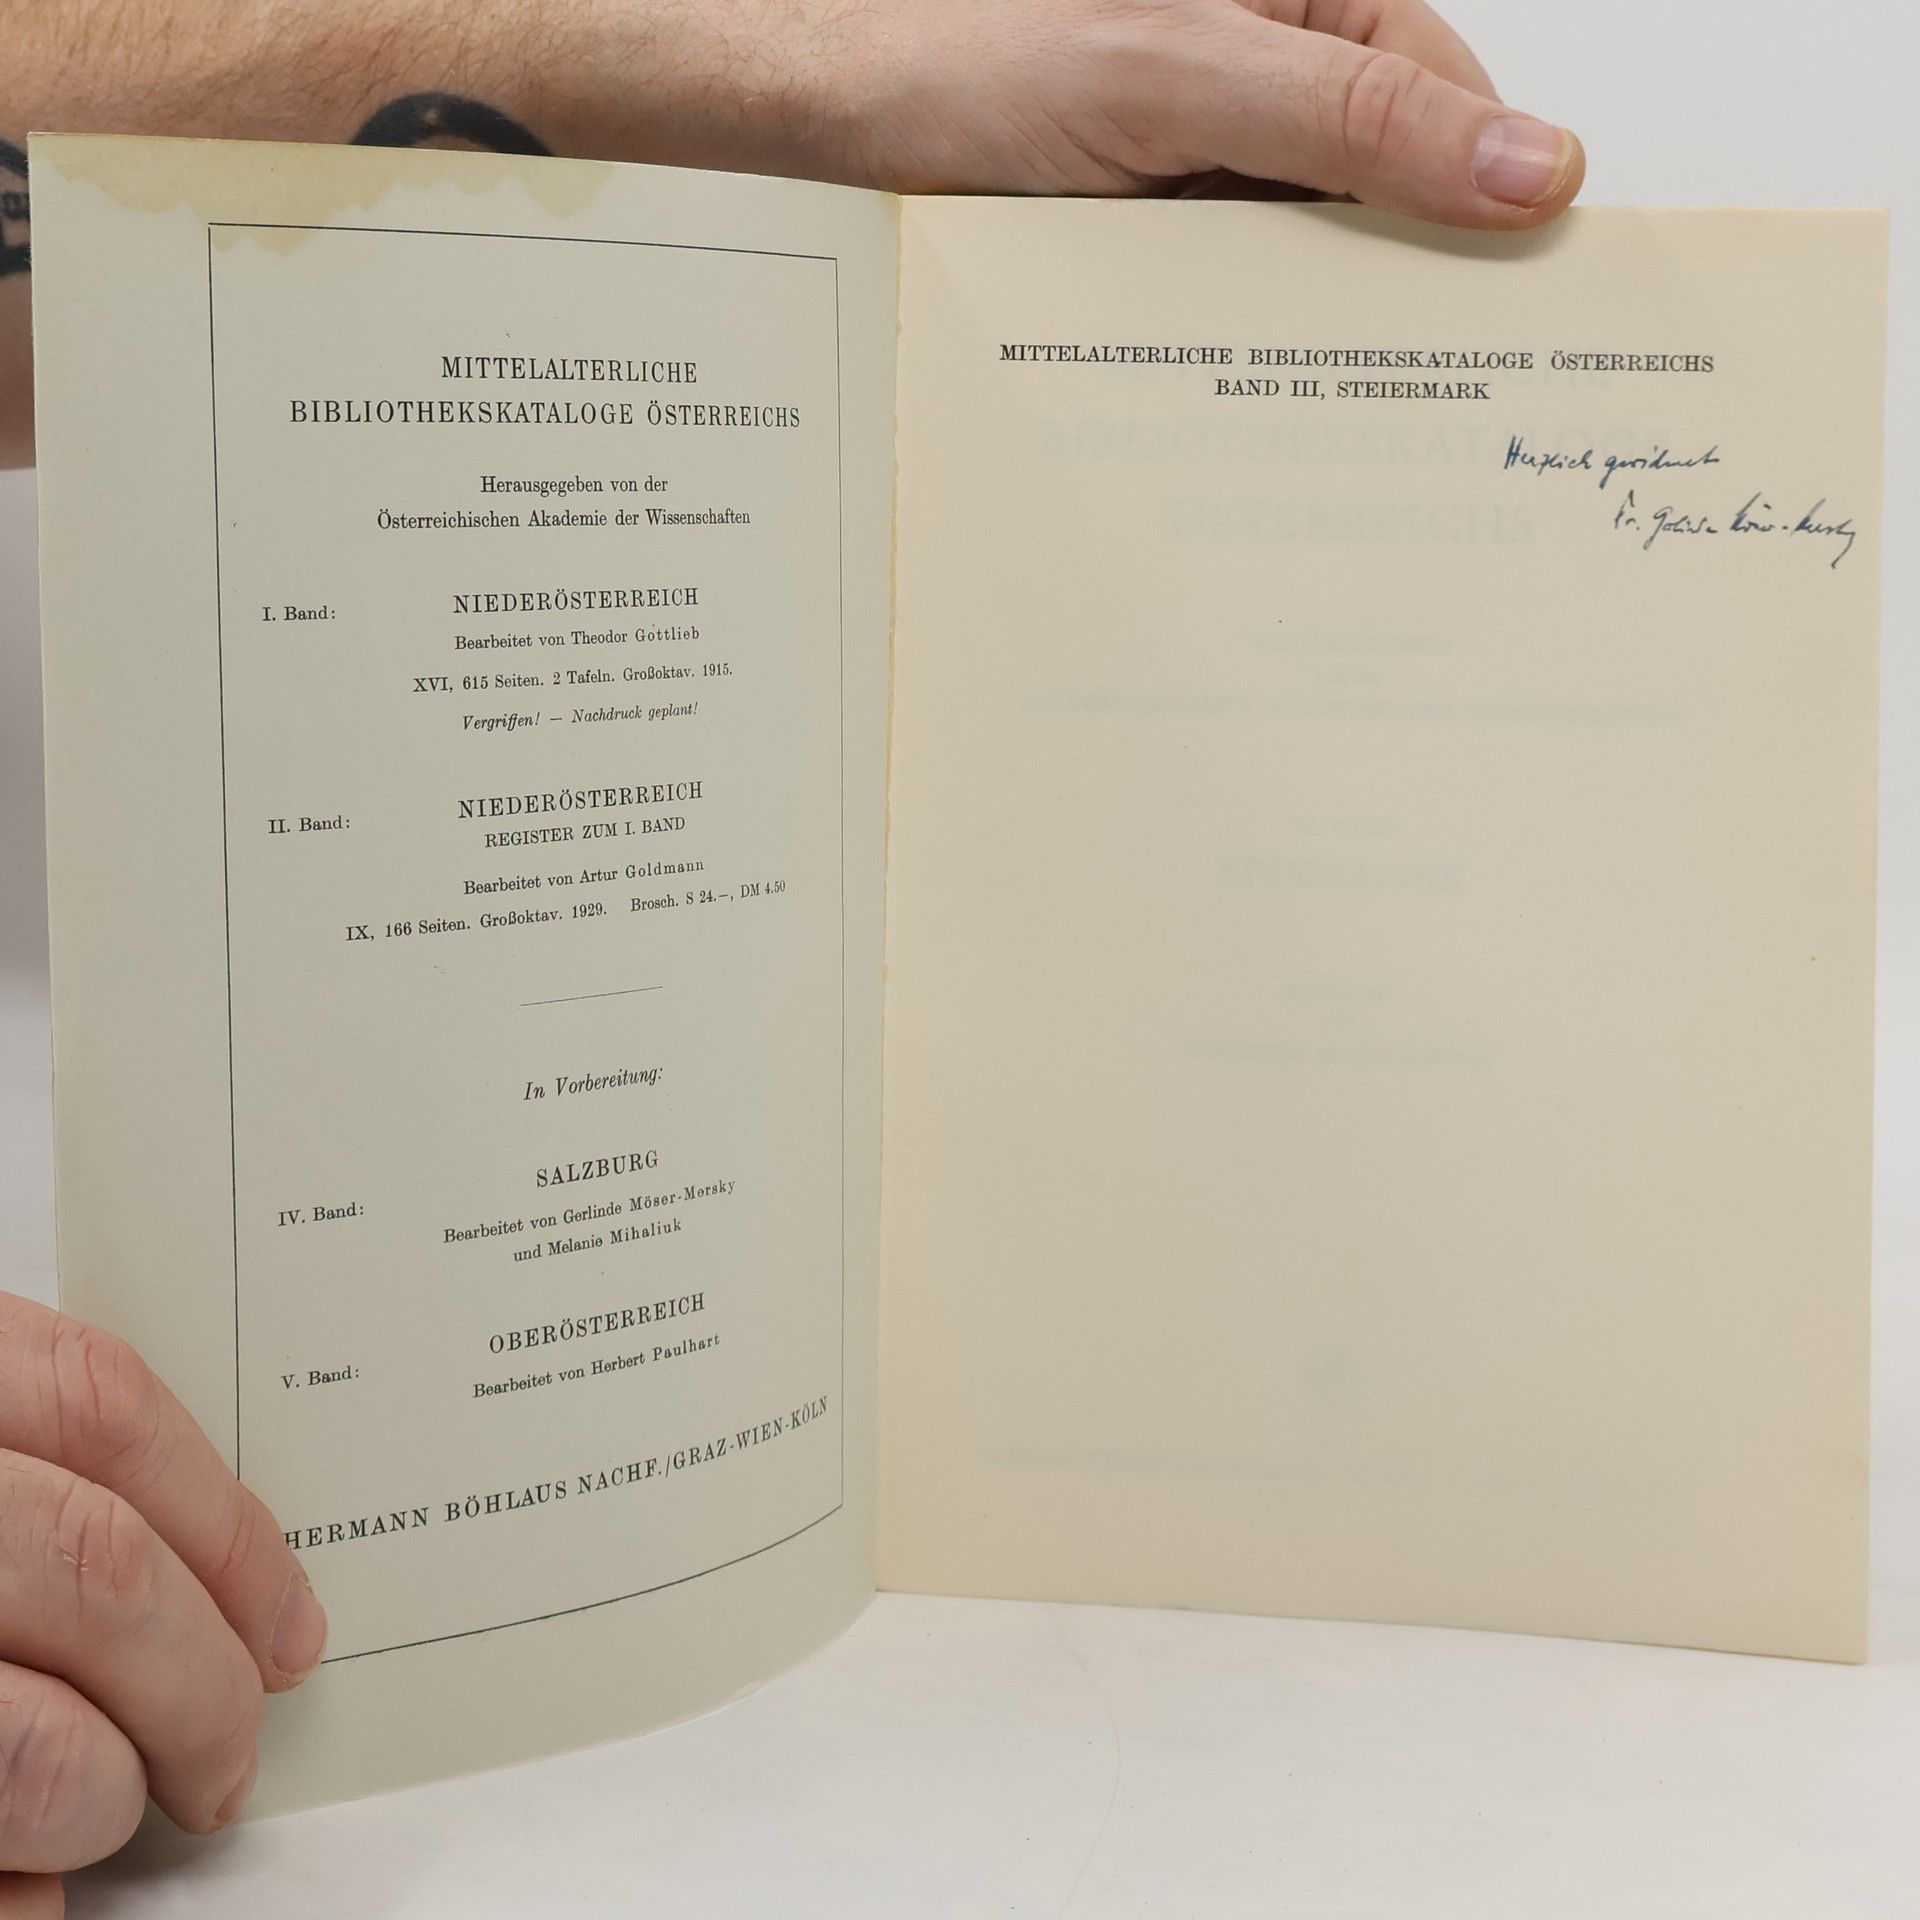 MITTELALTERLICHE
BIBLIOTHEKSKATALOGE ÖSTERREICHS
Herausgegeben von der
Österreichischen Akademie der Wissenschaften
I. Band:
NIEDERÖSTERREICH
Bearbeitet von Theodor Gottlieb
XVI, 615 Seiten. 2 Tafeln. Großoktav. 1915.
Vergriffen! — Nachdruck geplant!
II. Band:
NIEDERÖSTERREICH
REGISTER ZUM I. BAND
Bearbeitet von Artur Goldmann
IX, 166 Seiten. Großoktav. 1929. Brosch. S 24.–, DM 4.50
In Vorbereitung:
IV. Band:
SALZBURG
Bearbeitet von Gerlinde Möser-Mersky
und Melanie Mihaliuk
V. Band:
OBERÖSTERREICH
Bearbeitet von Herbert Paulhart
HERMANN BÖHLAUS NACHF./GRAZ-WIEN-KÖLN
MITTELALTERLICHE BIBLIOTHEKSKATALOGE ÖSTERREICHS
BAND III, STEIERMARK
Herzlich gewidmet